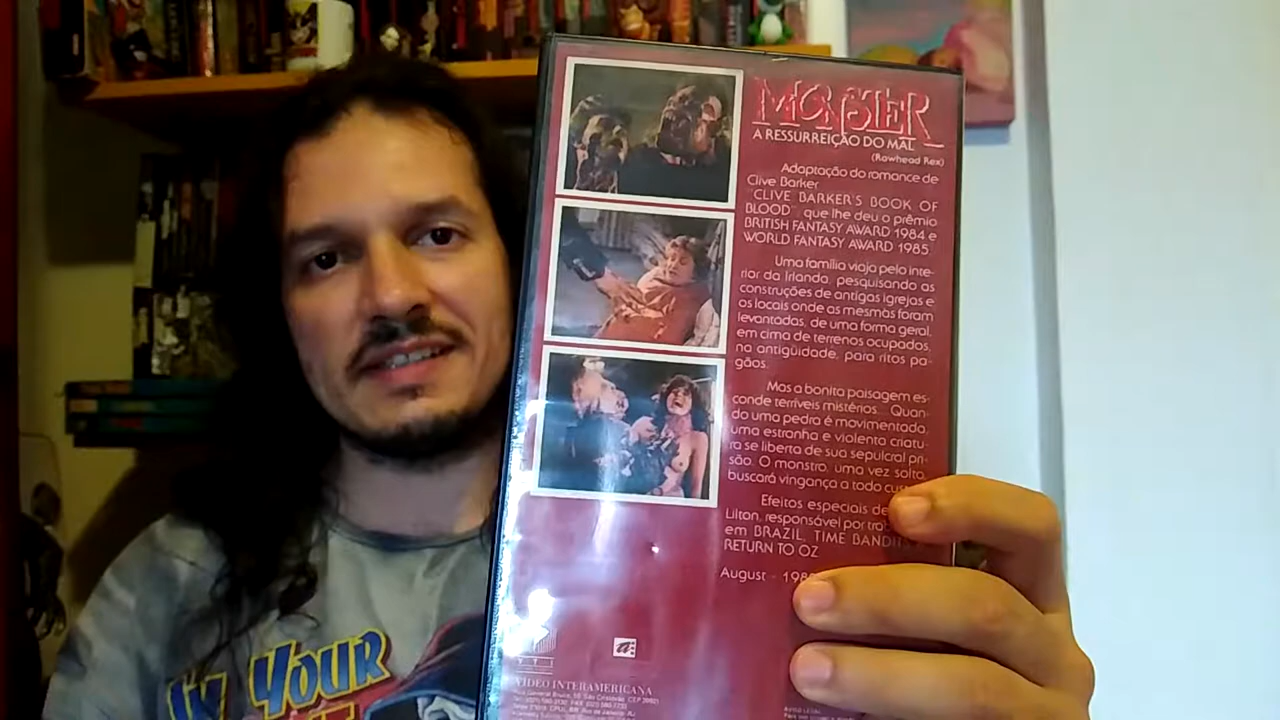 MONSTER
A RESSURREIÇÃO DO MAL
(Rawhead Rex)
Adaptação do romance de
Clive Barker
"CLIVE BARKER'S BOOK OF
BLOOD" que lhe deu o prêmio
BRITISH FANTASY AWARD 1984 e
WORLD FANTASY AWARD 1985.
Uma família viaja pelo inte-
rior da Irlanda, pesquisando as
construções de antigas igrejas e
os locais onde as mesmas foram
levantadas, de uma forma geral,
em cima de terrenos ocupados,
na antigüidade, para ritos pa-
gãos.
Mas a bonita paisagem es-
conde terríveis mistérios... Quan-
do uma pedra é movimentada,
uma estranha e violenta criatu-
ra se liberta de sua sepulcral pri-
são. O monstro, uma vez solto,
buscará vingança a todo
Efeitos especiais de
Lilton, responsável por
em BRAZIL, TIME BANDITS
RETURN TO OZ
August - 198
VIDEO INTERAMERICANA
IN YOUR